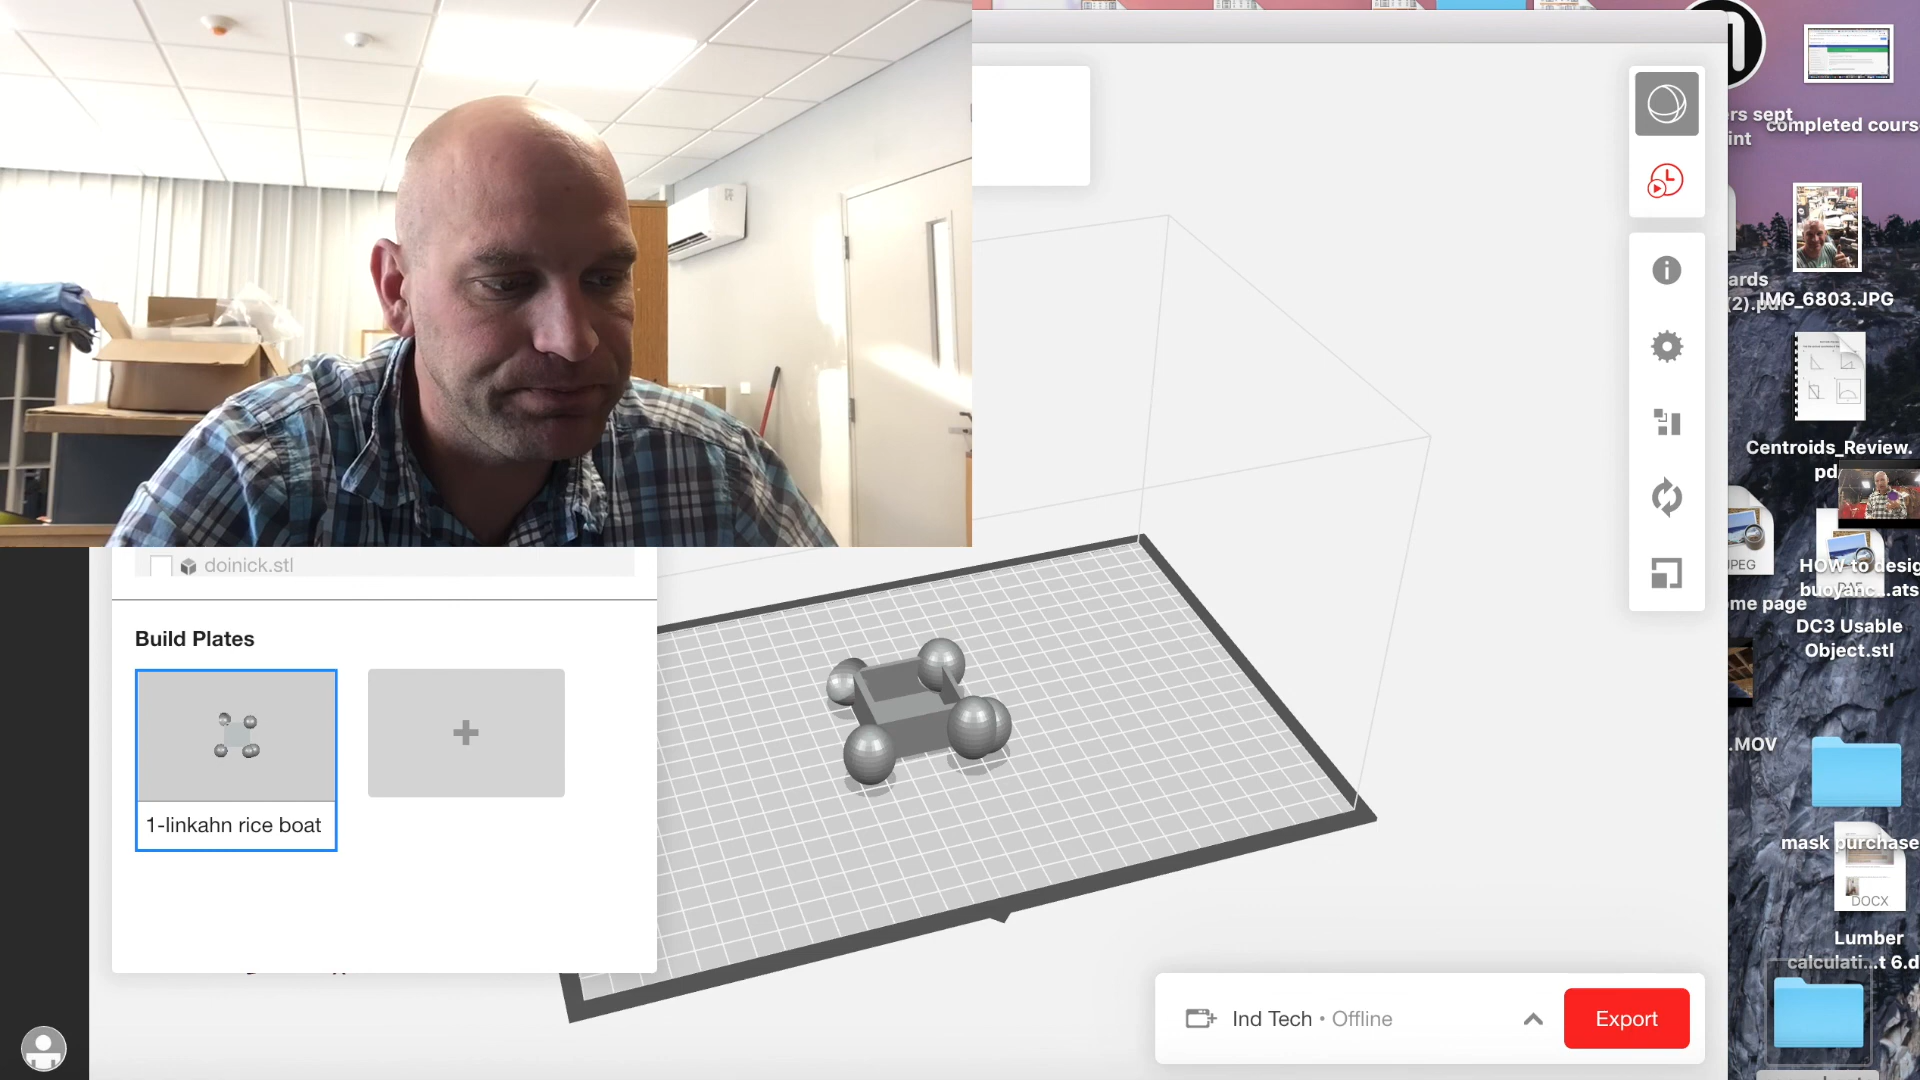 rs sept
int
completed cours
ards
(2).pdf
IMG_6803.JPG
Centroids_Review.
pd
JPEG
HOW to desig
buoyanc...ats
me page
DC3 Usable
Object.stl
.MOV
mask purchase
DOCX
Lumber
calculati...t 6.d
doinick.stl
Build Plates
1-linkahn rice boat
Ind Tech • Offline
Export